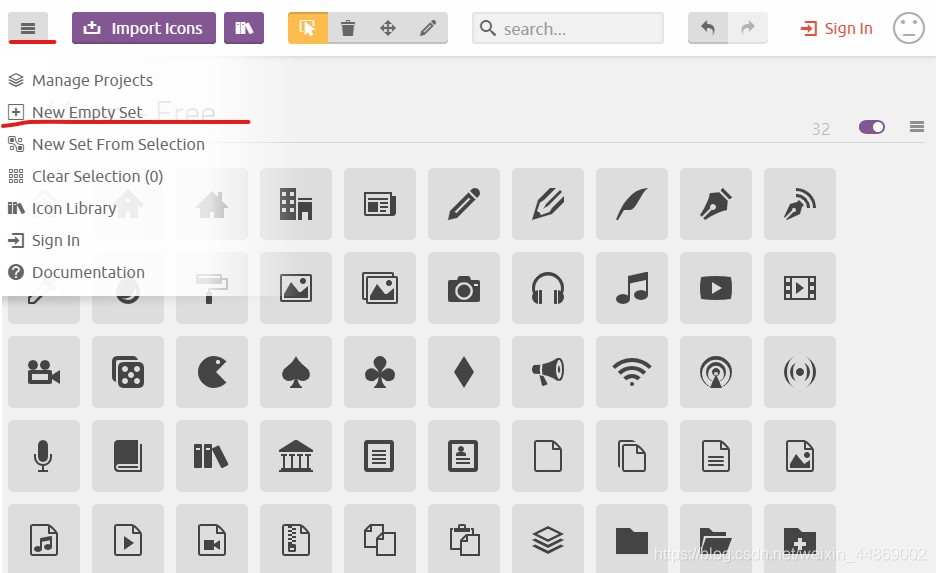 Import Icons
search...
Sign In
Manage Projects
New Empty Set
Free
New Set From Selection
Clear Selection (0)
Icon Library
Sign In
Documentation
32
https://blog.csdn.net/weixin_44869002